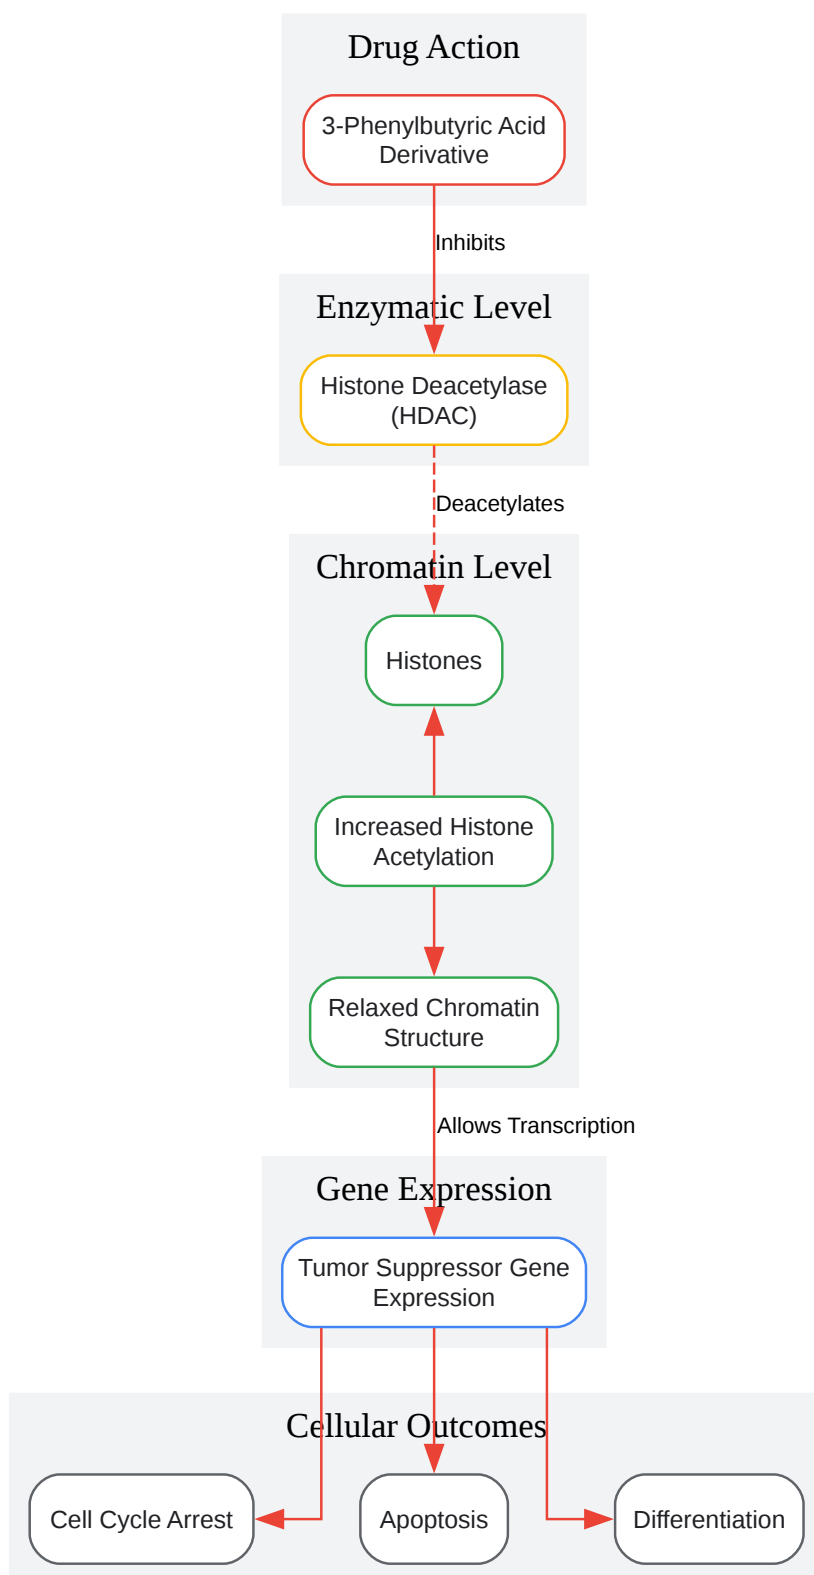 Drug Action
3-Phenylbutyric Acid
Derivative
Inhibits
Enzymatic Level
Histone Deacetylase
(HDAC)
Deacetylates
Chromatin Level
Histones
Increased Histone
Acetylation
Relaxed Chromatin
Structure
Allows Transcription
Gene Expression
Tumor Suppressor Gene
Expression
Cellular Outcomes
Cell Cycle Arrest
Apoptosis
Differentiation